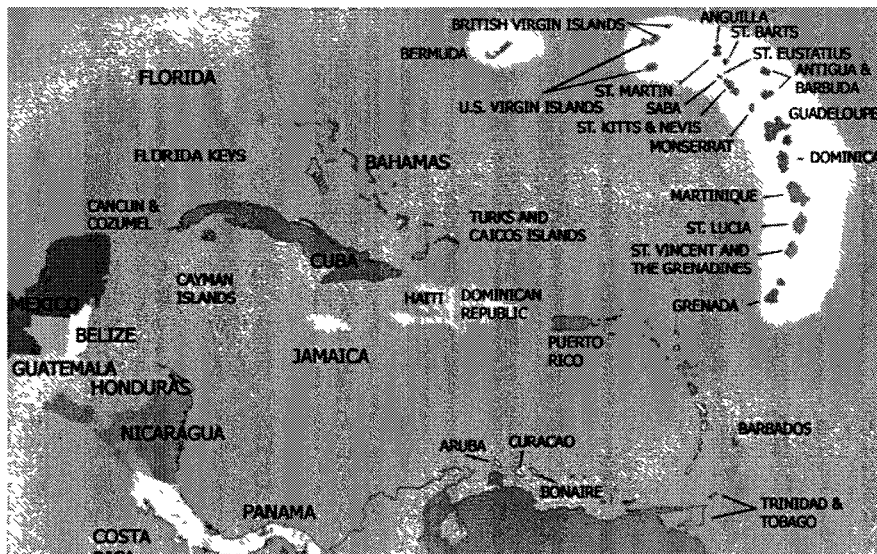 BRITISH VIRGIN ISLANDS
ANGUILLA
ST. BARTS
BERMUDA
ST. EUSTATIUS
FLORIDA
ANTIGUA &
BARBUDA
ST. MARTIN
U.S. VIRGIN ISLANDS
SABA
ST. KITTS & NEVIS
GUADELOUPE
MONSERRAT
FLORIDA KEYS
BAHAMAS
DOMINICA
MARTINIQUE
CANCUN &
COZUMEL
TURKS AND
CAICOS ISLANDS
ST. LUCIA
ST. VINCENT AND
THE GRENADINES
CUBA
CAYMAN
ISLANDS
MEXICO
HAITI
DOMINICAN
REPUBLIC
GRENADA
BELIZE
PUERTO
RICO
JAMAICA
GUATEMALA
HONDURAS
NICARAGUA
BARBADOS
ARUBA
CURACAO
BONAIRE
PANAMA
TRINIDAD &
TOBAGO
COSTA